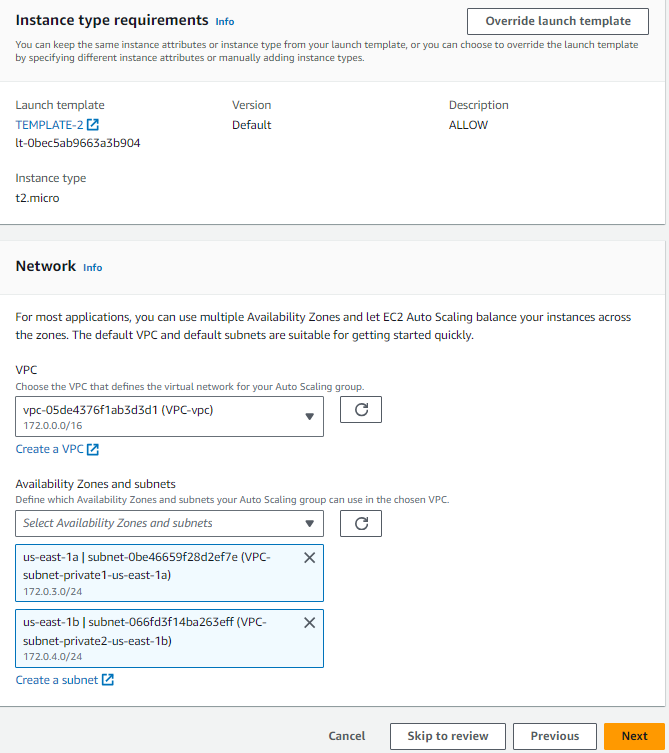 Instance type requirements Info
Override launch template
You can keep the same instance attributes or instance type from your launch template, or you can choose to override the launch template
by specifying different instance attributes or manually adding instance types.
Launch template
TEMPLATE-2
lt-0bec5ab9663a3b904
Version
Default
Description
ALLOW
Instance type
t2.micro
Network Info
For most applications, you can use multiple Availability Zones and let EC2 Auto Scaling balance your instances across
the zones. The default VPC and default subnets are suitable for getting started quickly.
VPC
Choose the VPC that defines the virtual network for your Auto Scaling group.
vpc-05de4376f1ab3d3d1 (VPC-vpc)
172.0.0.0/16
Create a VPC
Availability Zones and subnets
Define which Availability Zones and subnets your Auto Scaling group can use in the chosen VPC.
Select Availability Zones and subnets
us-east-1a | subnet-0be46659f28d2ef7e (VPC-
subnet-private1-us-east-1a)
172.0.3.0/24
us-east-1b | subnet-066fd3f14ba263eff (VPC-
subnet-private2-us-east-1b)
172.0.4.0/24
Create a subnet
Cancel
Skip to review
Previous
Next